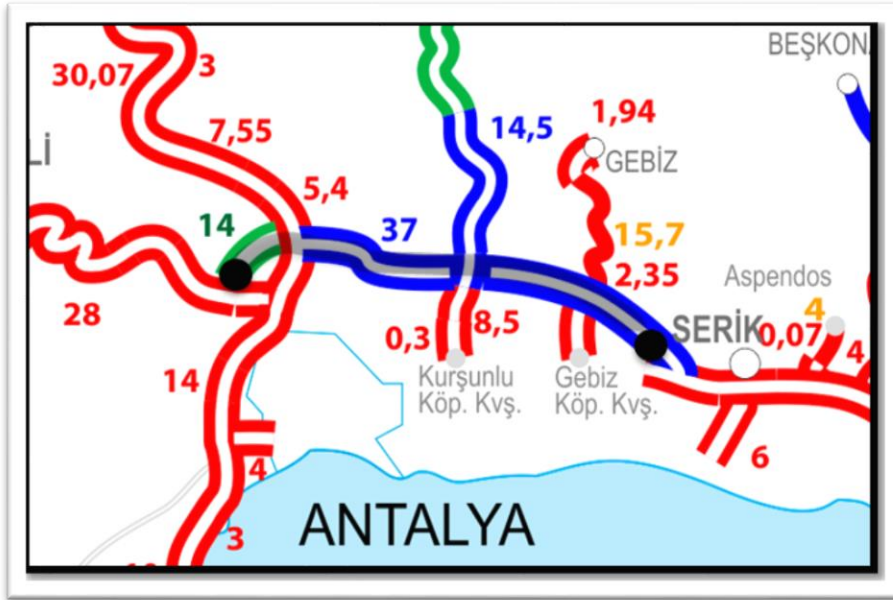 BEŞKON
30,07
3
1,94
7,55
14,5
Lİ
GEBİZ
5,4
14
37
15,7
2,35
Aspendos
28
4
0,3
8,5
SERİK
0,07
4
14
Kurşunlu
Köp. Kvş.
Gebiz
Köp. Kvş.
4
6
ANTALYA
3